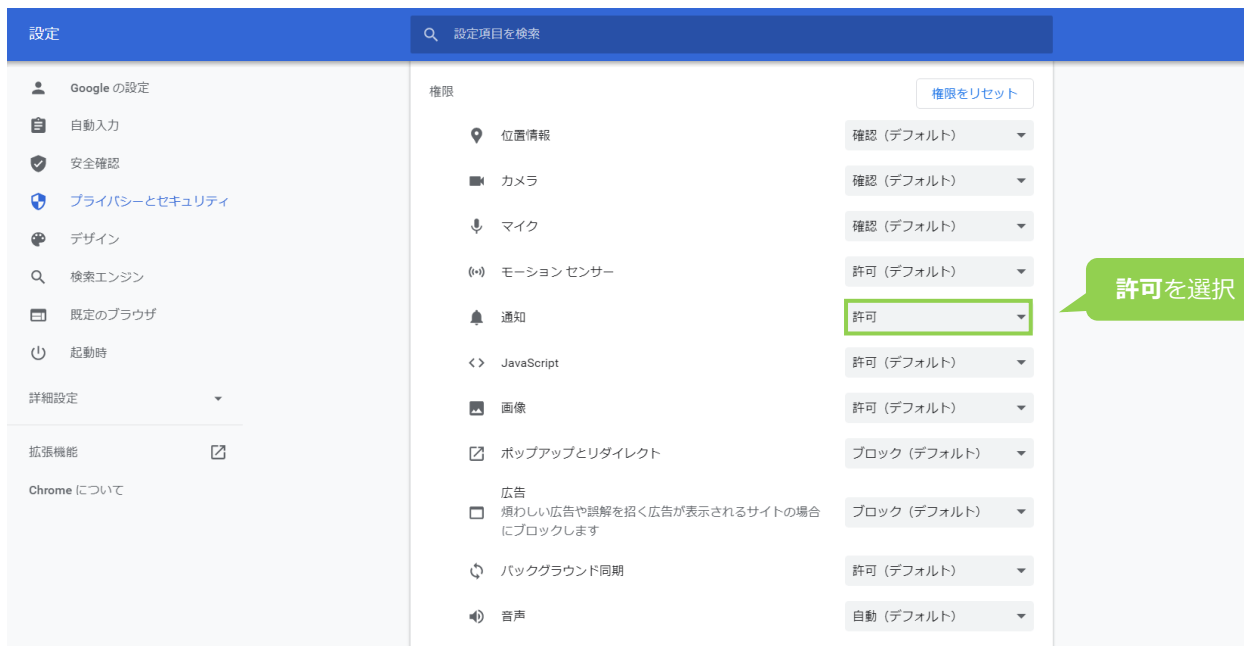 設定
設定項目を検索
Google の設定
自動入力
安全確認
プライバシーとセキュリティ
デザイン
検索エンジン
既定のブラウザ
起動時
詳細設定
拡張機能
Chrome について
権限
権限をリセット
位置情報
確認（デフォルト）
カメラ
確認（デフォルト）
マイク
確認（デフォルト）
モーション センサー
許可（デフォルト）
通知
許可
許可を選択
JavaScript
許可（デフォルト）
画像
許可（デフォルト）
ポップアップとリダイレクト
ブロック（デフォルト）
広告
煩わしい広告や誤解を招く広告が表示されるサイトの場合
にブロックします
ブロック（デフォルト）
バックグラウンド同期
許可（デフォルト）
音声
自動（デフォルト）